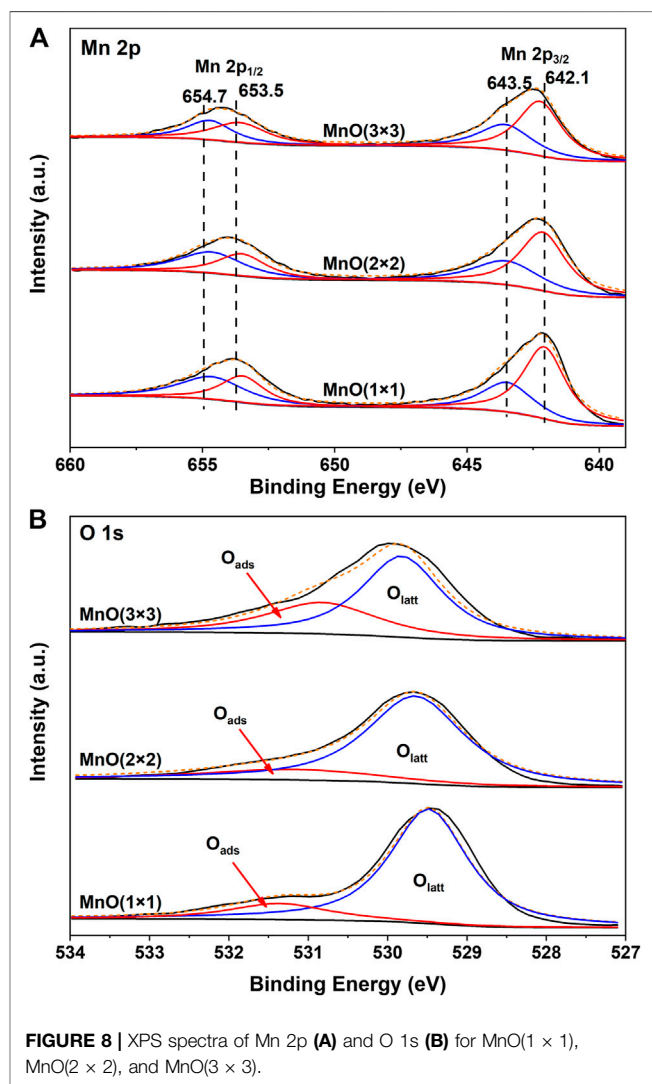 A
Mn 2p
Mn 2p1/2
Mn 2p3/2
654.7
653.5
643.5
642.1
MnO(3×3)
MnO(2×2)
MnO(1×1)
Intensity (a.u.)
660 655 650 645 640
Binding Energy (eV)
B
O 1s
Oads
Olatt
MnO(3×3)
Oads
Olatt
MnO(2×2)
Oads
Olatt
MnO(1×1)
Intensity (a.u.)
534 533 532 531 530 529 528 527
Binding Energy (eV)
FIGURE 8 | XPS spectra of Mn 2p (A) and O 1s (B) for MnO(1 × 1),
MnO(2 × 2), and MnO(3 × 3).